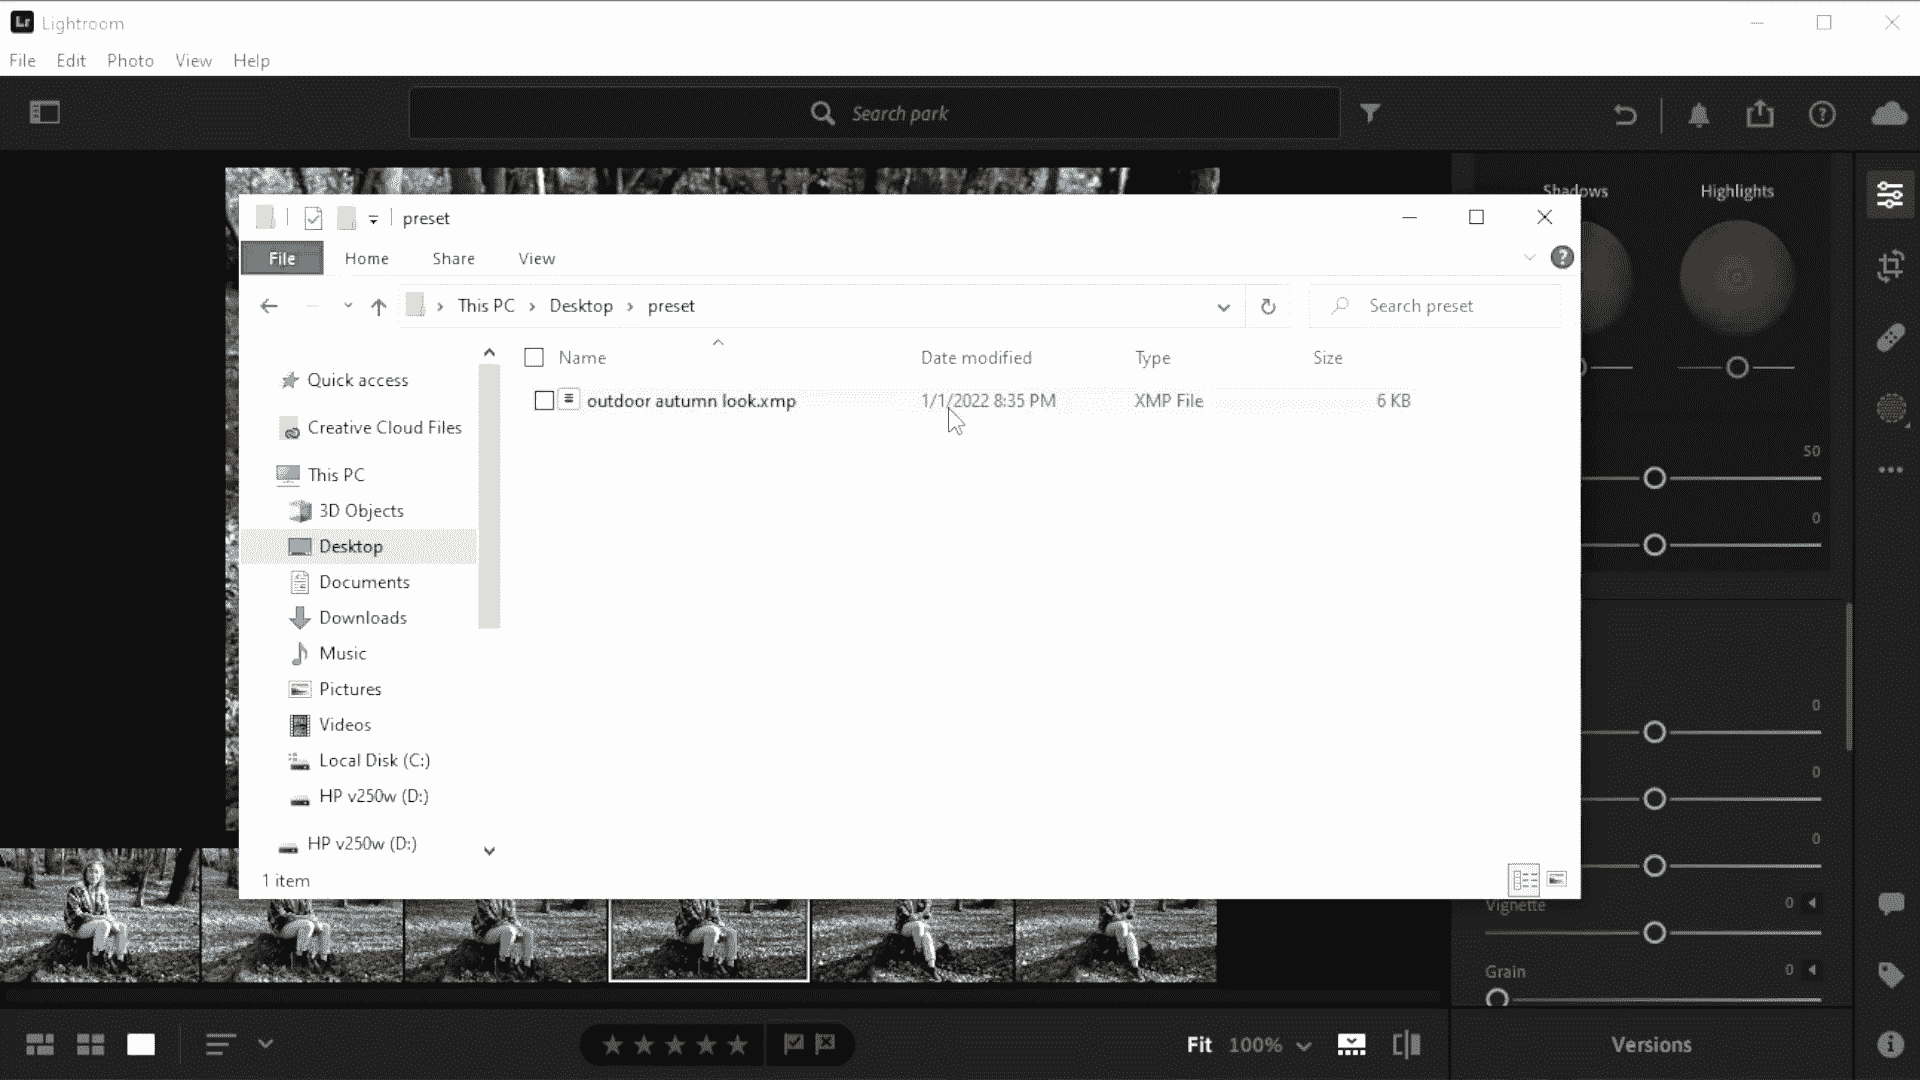 Lr Lightroom
File Edit Photo View Help
Search park
Shadows Highlights
preset
File Home Share View
This PC › Desktop › preset
Search preset
Name Date modified Type Size
outdoor autumn look.xmp 1/1/2022 8:35 PM XMP File 6 KB
Quick access
Creative Cloud Files
This PC
3D Objects
Desktop
Documents
Downloads
Music
Pictures
Videos
Local Disk (C:)
HP v250w (D:)
HP v250w (D:)
1 item
50
0
0
0
0
Vignette 0
Grain 0
Fit 100%
Versions